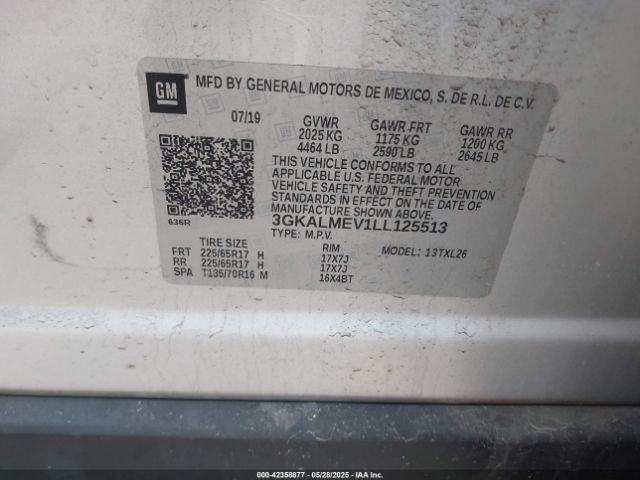 GM
MFD BY GENERAL MOTORS DE MEXICO, S. DE R.L. DE C.V.
07/19 GVWR GAWR FRT GAWR RR
2025 KG 1175 KG 1200 KG
4464 LB 2590 LB 2645 LB
THIS VEHICLE CONFORMS TO ALL
APPLICABLE U.S. FEDERAL MOTOR
VEHICLE SAFETY AND THEFT PREVENTION
STANDARDS IN EFFECT ON THE DATE OF
MANUFACTURE SHOWN ABOVE.
3GKALMEV1LL125513
636R
TYPE: M.P.V. MODEL: 13TXL26
TIRE SIZE RIM
FRT 225/65R17 H 17X7J
RR 225/65R17 H 17X7J
SPA T135/70R16 M 16X4BT
000-42358877 | 05/28/2025 - IAA Inc.